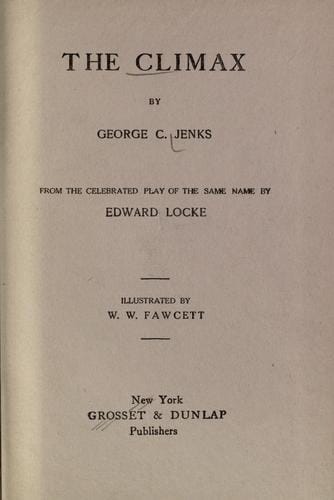 THE CLIMAX
BY
GEORGE C. JENKS
FROM THE CELEBRATED PLAY OF THE SAME NAME BY
EDWARD LOCKE
ILLUSTRATED BY
W. W. FAWCETT
New York
GROSSET & DUNLAP
Publishers